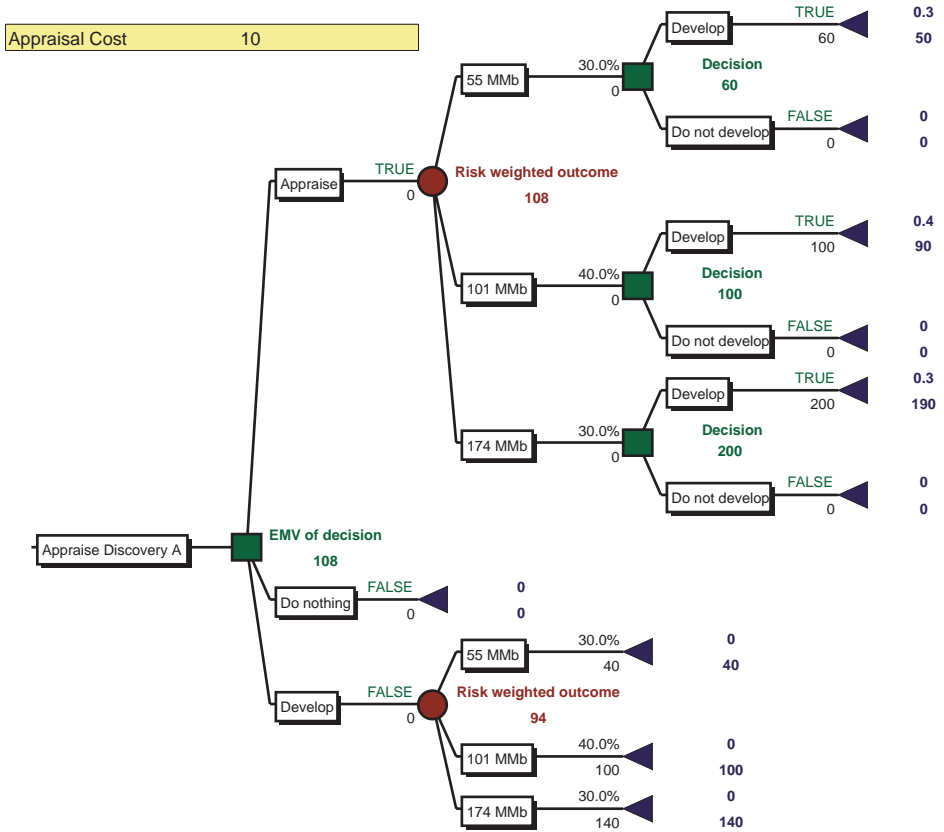 Appraisal Cost 10
TRUE 0.3
Develop
60 50
Decision
60
55 MMb 30.0%
0
FALSE 0
Do not develop
0 0
Appraise TRUE
0
Risk weighted outcome
108
TRUE 0.4
Develop
100 90
Decision
100
101 MMb 40.0%
0
FALSE 0
Do not develop
0 0
TRUE 0.3
Develop
200 190
Decision
200
174 MMb 30.0%
0
FALSE 0
Do not develop
0 0
Appraise Discovery A
EMV of decision
108
FALSE 0
Do nothing
0 0
30.0% 0
55 MMb
40 40
Develop FALSE
0
Risk weighted outcome
94
40.0% 0
101 MMb
100 100
30.0% 0
174 MMb
140 140